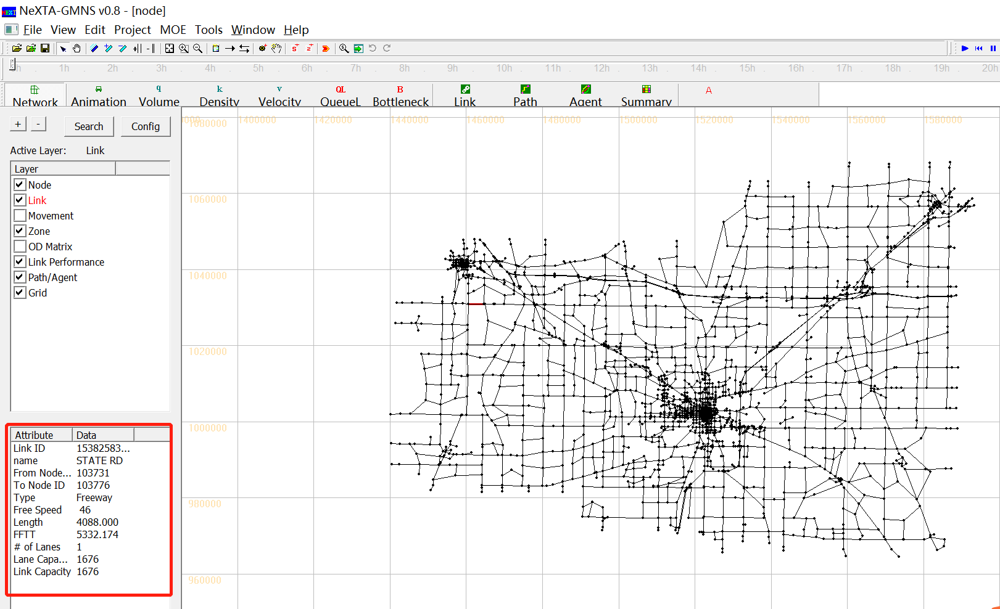 NeXTA-GMNS v0.8 - [node]
File View Edit Project MOE Tools Window Help
1h 2h 3h 4h 5h 6h 7h 8h 9h 10h 11h 12h 13h 14h 15h 16h 17h 18h 19h 20h
q k v QL B A
Network Animation Volume Density Velocity QueueL Bottleneck Link Path Agent Summary
+ - Search Config
Active Layer: Link
Layer
Node
Link
Movement
Zone
OD Matrix
Link Performance
Path/Agent
Grid
Attribute Data
Link ID 15382583...
name STATE RD
From Node... 103731
To Node ID 103776
Type Freeway
Free Speed 46
Length 4088.000
FFTT 5332.174
# of Lanes 1
Lane Capa... 1676
Link Capacity 1676
1400000 1420000 1440000 1460000 1480000 1500000 1520000 1540000 1560000 1580000
1080000
1060000
1040000
1020000
1000000
980000
960000